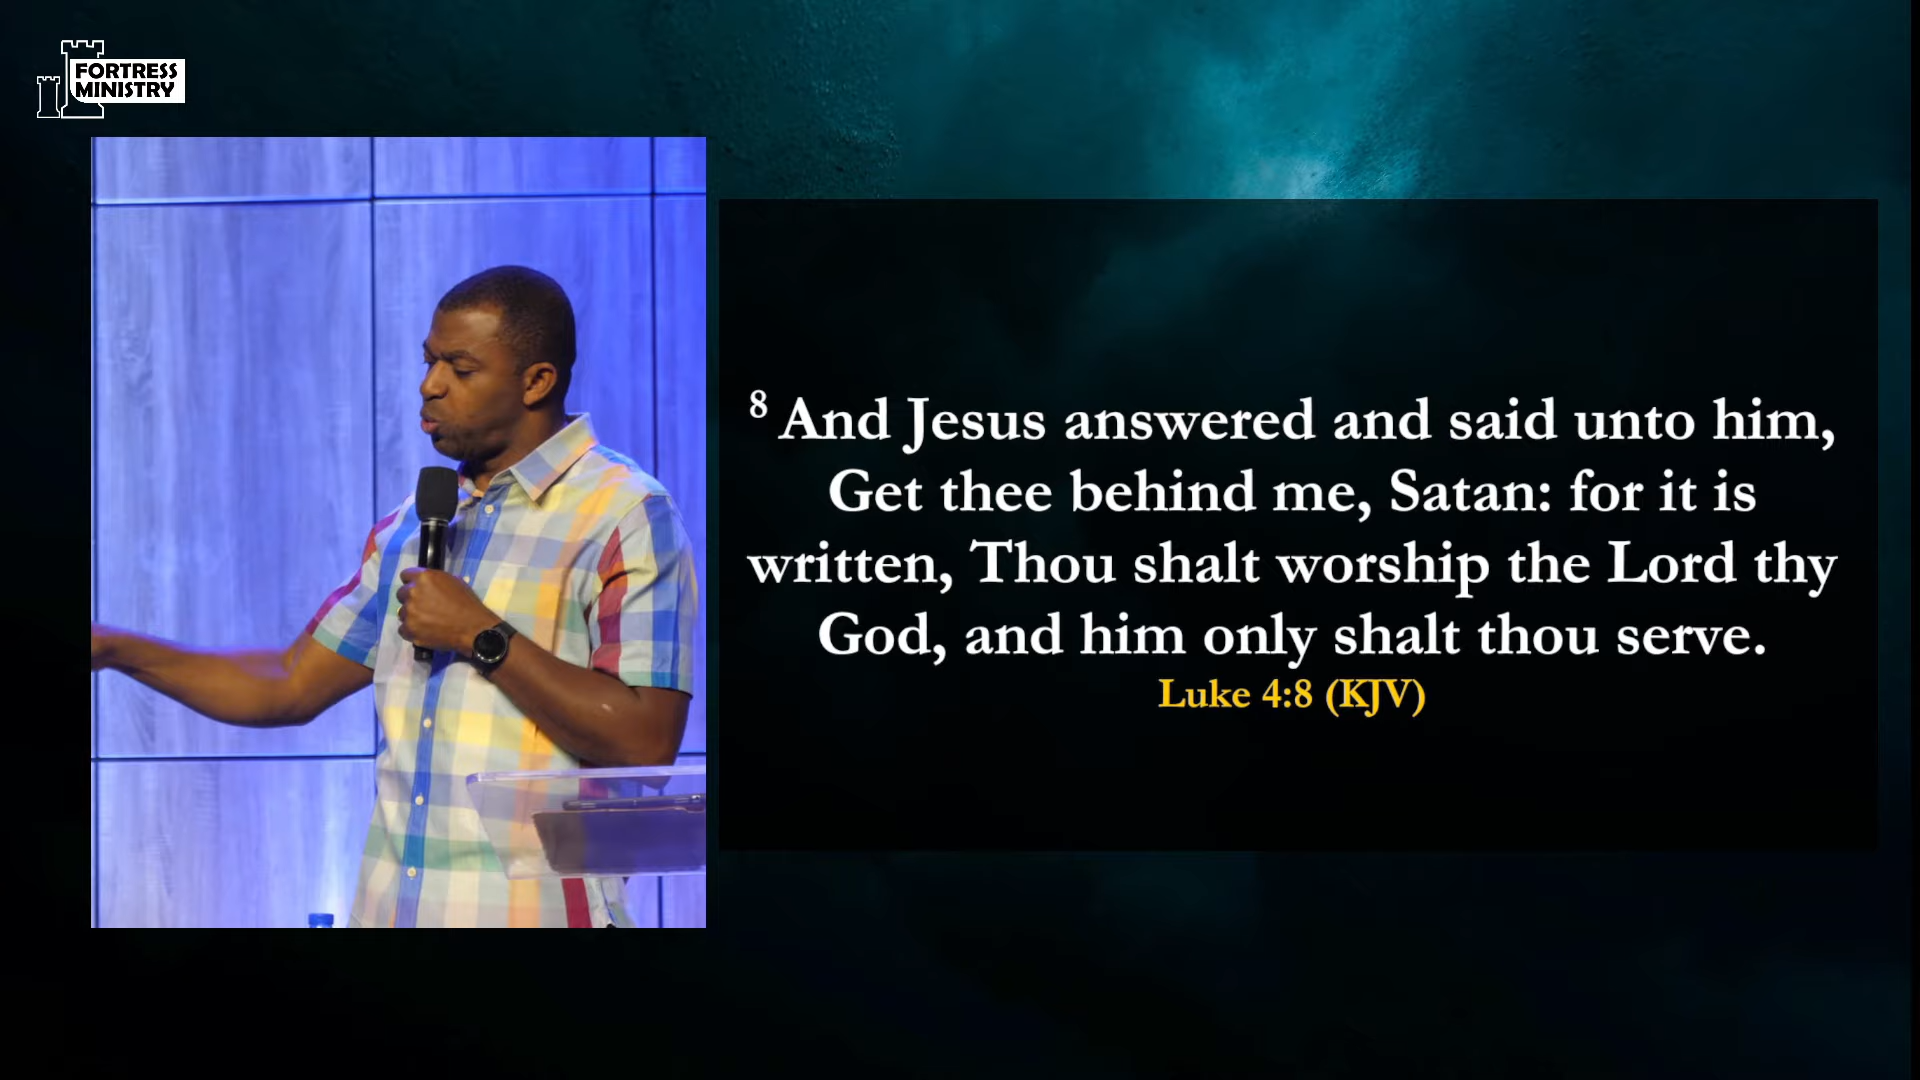 FORTRESS
MINISTRY
8 And Jesus answered and said unto him,
Get thee behind me, Satan: for it is
written, Thou shalt worship the Lord thy
God, and him only shalt thou serve.
Luke 4:8 (KJV)